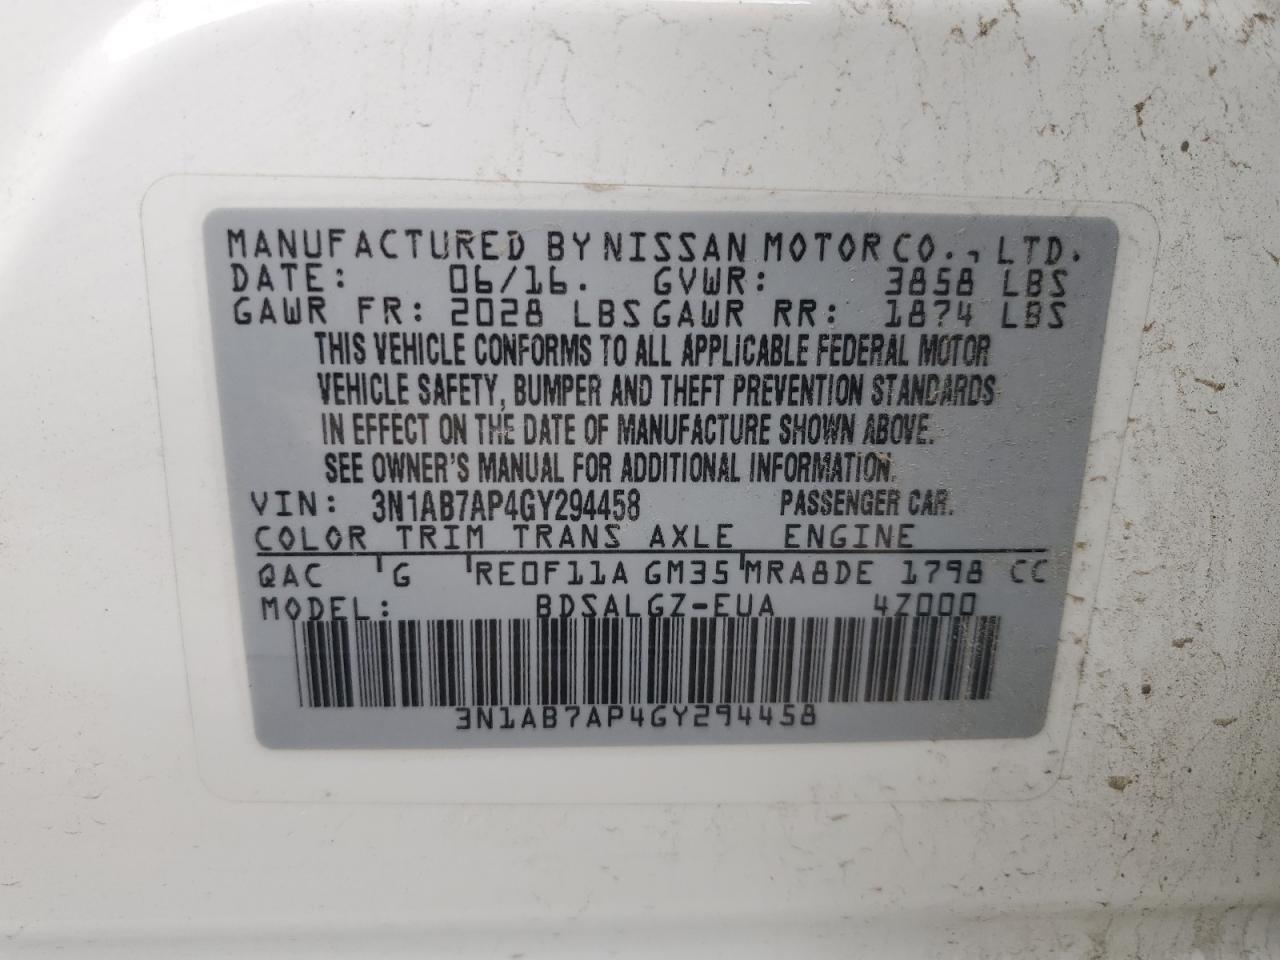 MANUFACTURED BY NISSAN MOTOR CO., LTD.
DATE: 06/16. GVWR: 3858 LBS
GAWR FR: 2028 LBS GAWR RR: 1874 LBS
THIS VEHICLE CONFORMS TO ALL APPLICABLE FEDERAL MOTOR
VEHICLE SAFETY, BUMPER AND THEFT PREVENTION STANDARDS
IN EFFECT ON THE DATE OF MANUFACTURE SHOWN ABOVE.
SEE OWNER'S MANUAL FOR ADDITIONAL INFORMATION.
VIN: 3N1AB7AP4GY294458 PASSENGER CAR.
COLOR TRIM TRANS AXLE ENGINE
QAC G RE0F11A GM35 MRA8DE 1798 CC
MODEL: BDSALGZ-EUA 4Z000
3N1AB7AP4GY294458